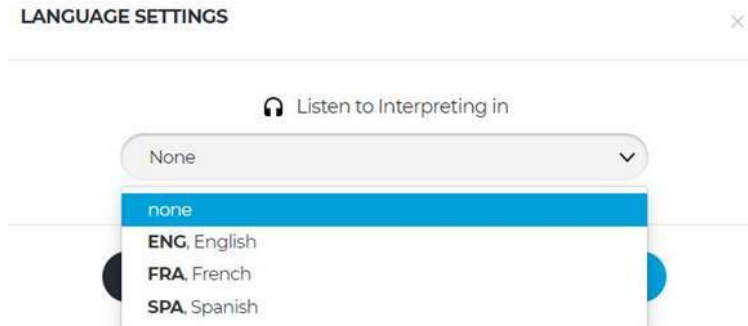 LANGUAGE SETTINGS
Listen to Interpreting in
None
none
ENG, English
FRA, French
SPA, Spanish